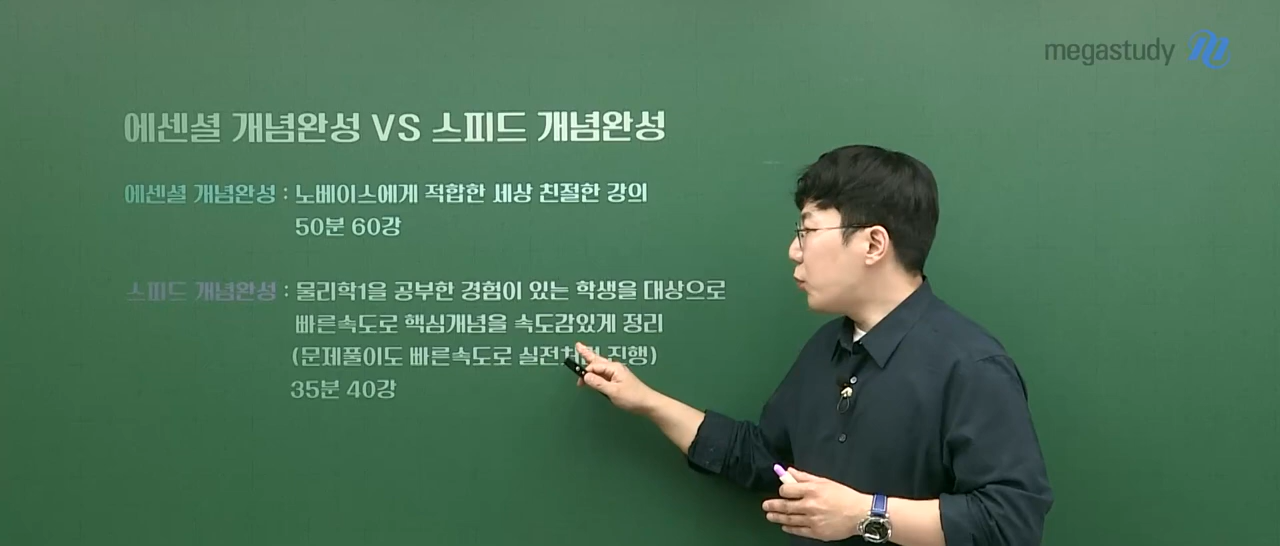 megastudy
에센셜 개념완성 VS 스피드 개념완성
에센셜 개념완성 : 노베이스에게 적합한 세상 친절한 강의
50분 60강
스피드 개념완성 : 물리학1을 공부한 경험이 있는 학생을 대상으로
빠른속도로 핵심개념을 속도감있게 정리
(문제풀이도 빠른속도로 실전처럼 진행)
35분 40강